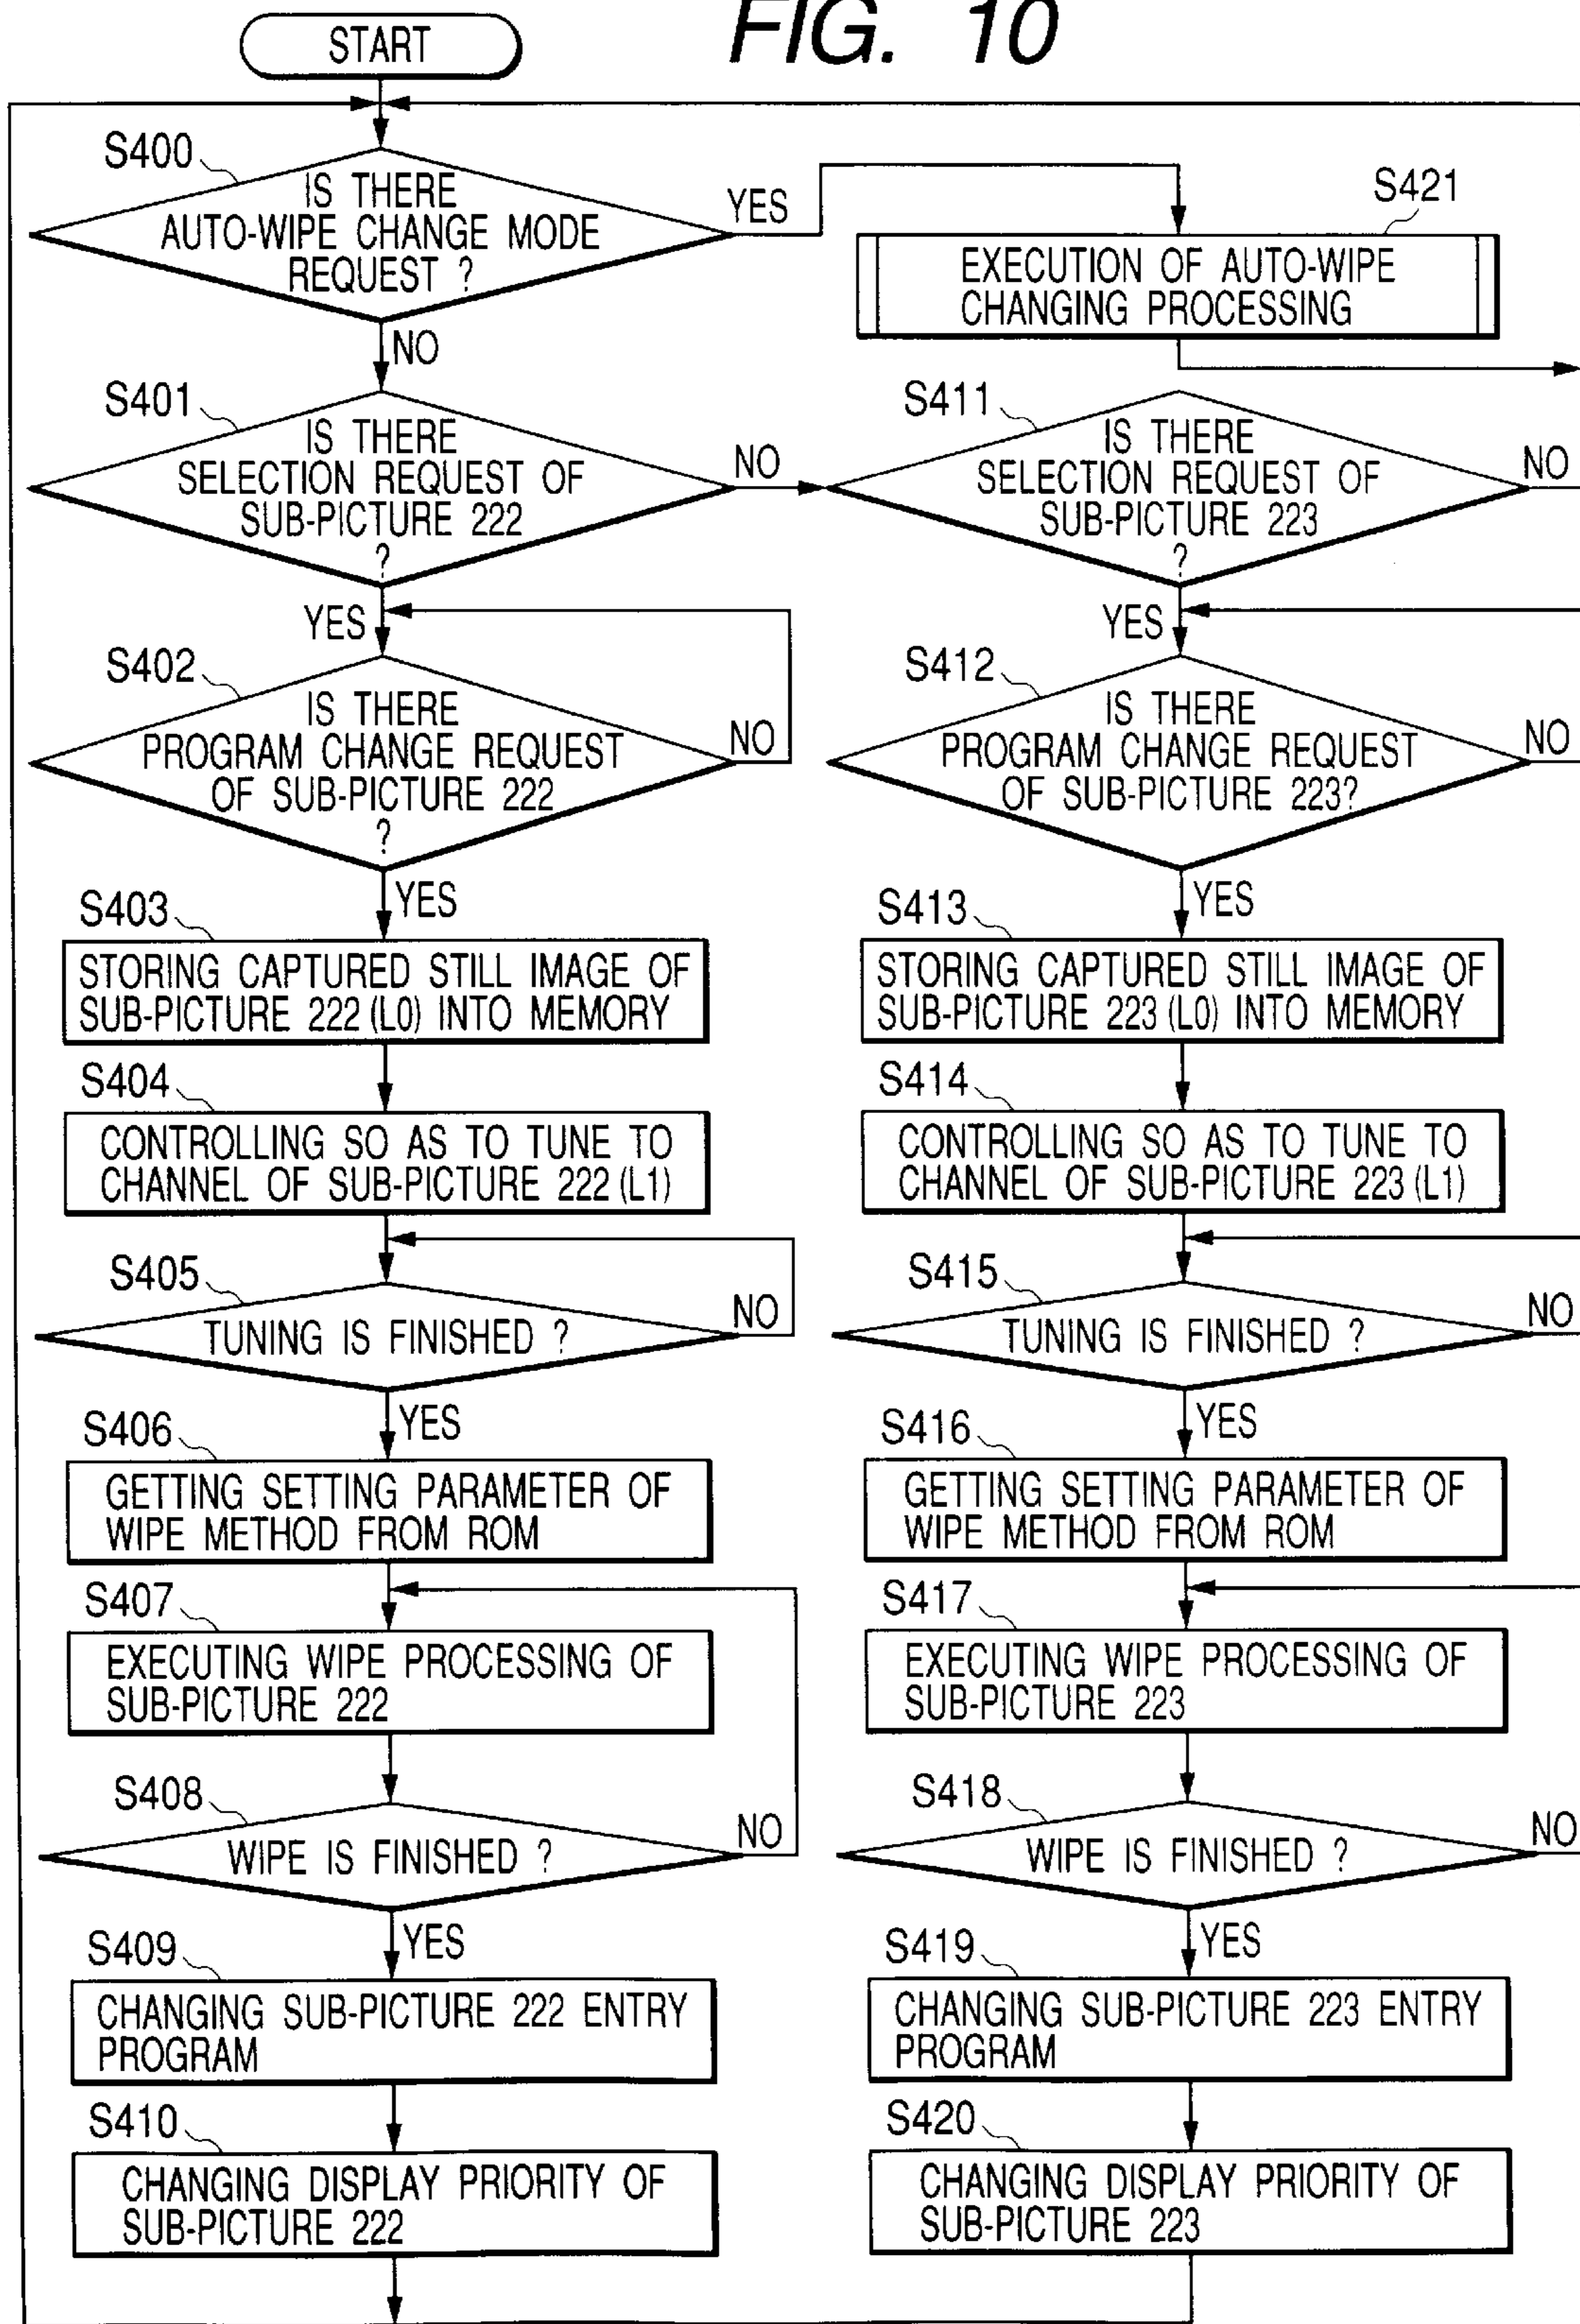 FIG. 10
START
S400
IS THERE
AUTO-WIPE CHANGE MODE
REQUEST ?
YES
NO
S421
EXECUTION OF AUTO-WIPE
CHANGING PROCESSING
S401
IS THERE
SELECTION REQUEST OF
SUB-PICTURE 222
?
NO
YES
S411
IS THERE
SELECTION REQUEST OF
SUB-PICTURE 223
?
NO
YES
S402
IS THERE
PROGRAM CHANGE REQUEST
OF SUB-PICTURE 222
?
NO
YES
S412
IS THERE
PROGRAM CHANGE REQUEST
OF SUB-PICTURE 223?
NO
YES
S403
STORING CAPTURED STILL IMAGE OF
SUB-PICTURE 222 (L0) INTO MEMORY
S413
STORING CAPTURED STILL IMAGE OF
SUB-PICTURE 223 (L0) INTO MEMORY
S404
CONTROLLING SO AS TO TUNE TO
CHANNEL OF SUB-PICTURE 222 (L1)
S414
CONTROLLING SO AS TO TUNE TO
CHANNEL OF SUB-PICTURE 223 (L1)
S405
TUNING IS FINISHED ?
NO
YES
S415
TUNING IS FINISHED ?
NO
YES
S406
GETTING SETTING PARAMETER OF
WIPE METHOD FROM ROM
S416
GETTING SETTING PARAMETER OF
WIPE METHOD FROM ROM
S407
EXECUTING WIPE PROCESSING OF
SUB-PICTURE 222
S417
EXECUTING WIPE PROCESSING OF
SUB-PICTURE 223
S408
WIPE IS FINISHED ?
NO
YES
S418
WIPE IS FINISHED ?
NO
YES
S409
CHANGING SUB-PICTURE 222 ENTRY
PROGRAM
S419
CHANGING SUB-PICTURE 223 ENTRY
PROGRAM
S410
CHANGING DISPLAY PRIORITY OF
SUB-PICTURE 222
S420
CHANGING DISPLAY PRIORITY OF
SUB-PICTURE 223